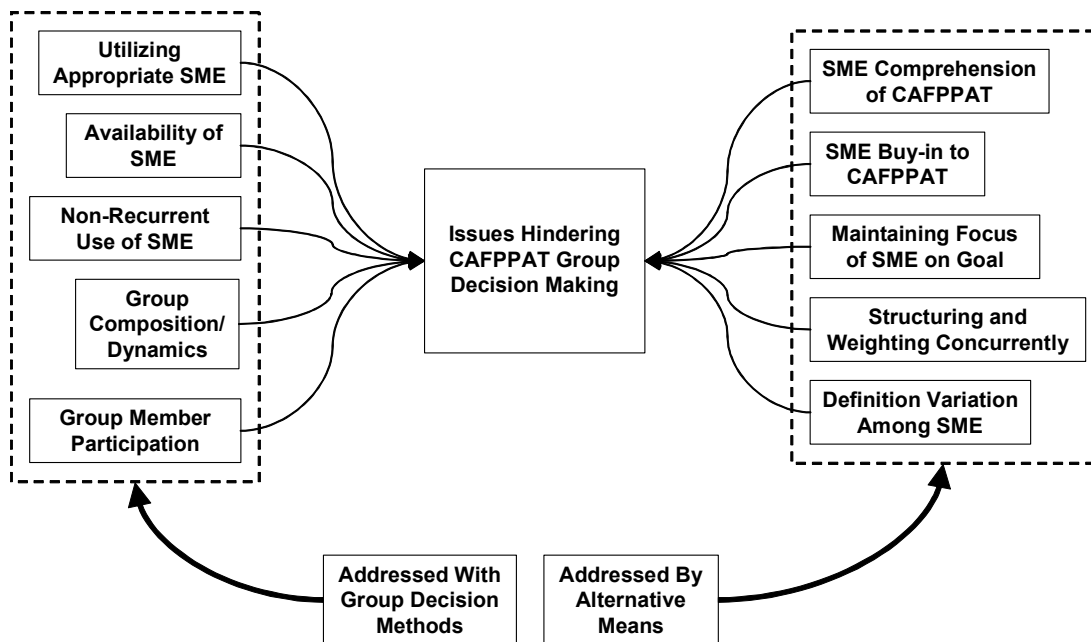 Utilizing
Appropriate SME
Availability of
SME
Non-Recurrent
Use of SME
Group
Composition/
Dynamics
Group Member
Participation
Issues Hindering
CAFPPAT Group
Decision Making
SME Comprehension
of CAFPPAT
SME Buy-in to
CAFPPAT
Maintaining Focus
of SME on Goal
Structuring and
Weighting Concurrently
Definition Variation
Among SME
Addressed With
Group Decision
Methods
Addressed By
Alternative
Means